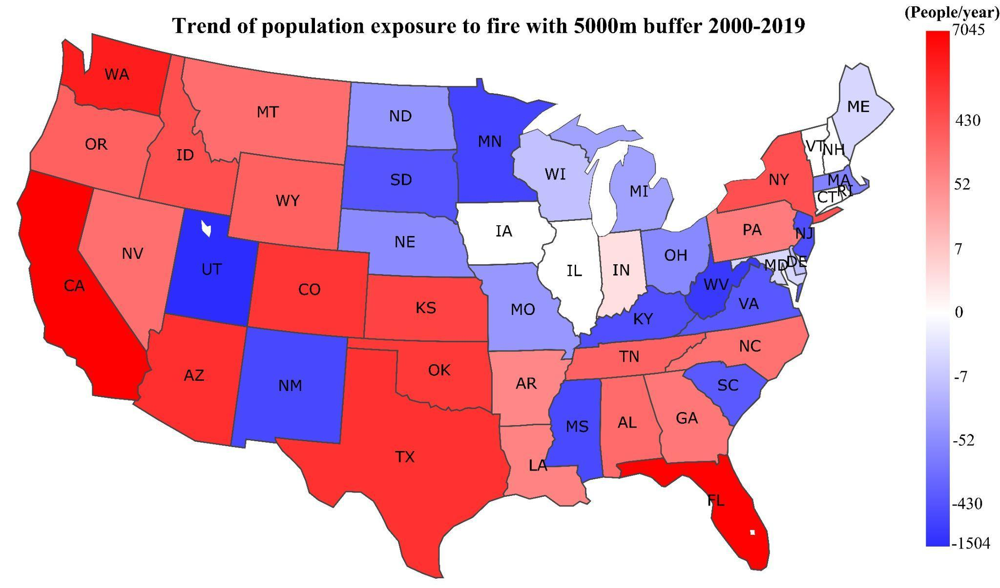 (People/year)
Trend of population exposure to fire with 5000m buffer 2000-2019
7045
WA
ME
MT
ND
430
MN
OR
VT
NH
ID
WI
NY
SD
MA
52
MI
RI
CT
WY
PA
IA
NJ
NE
7
NV
OH
DE
MD
UT
IL
IN
0
CA
CO
WV
VA
KS
MO
KY
NC
TN
OK
-7
AZ
AR
NM
SC
GA
AL
MS
-52
TX
LA
FL
-430
-1504